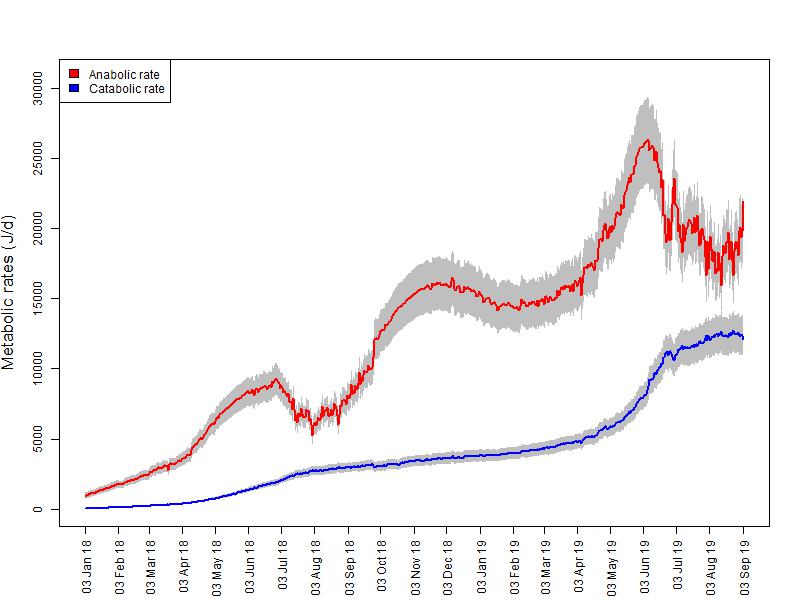 Anabolic rate
Catabolic rate
Metabolic rates (J/d)
30000
25000
20000
15000
10000
5000
0
03 Jan 18
03 Feb 18
03 Mar 18
03 Apr 18
03 May 18
03 Jun 18
03 Jul 18
03 Aug 18
03 Sep 18
03 Oct 18
03 Nov 18
03 Dec 18
03 Jan 19
03 Feb 19
03 Mar 19
03 Apr 19
03 May 19
03 Jun 19
03 Jul 19
03 Aug 19
03 Sep 19